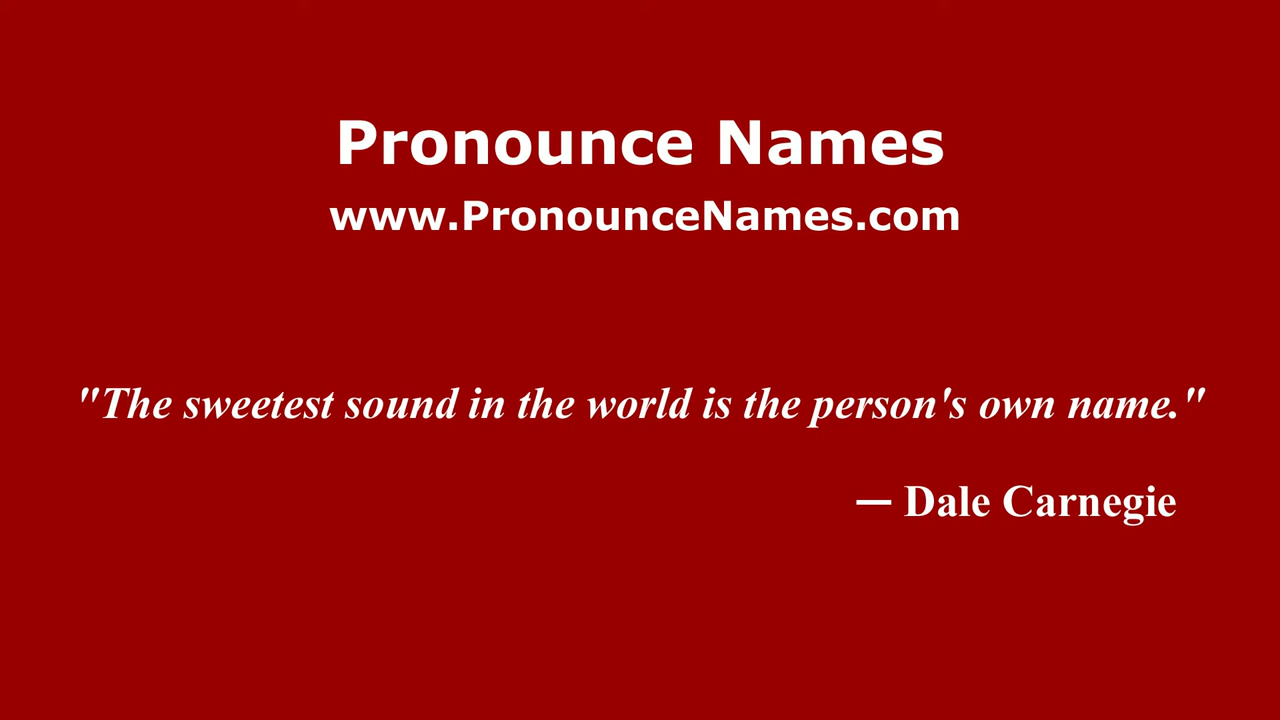 Pronounce Names
www.PronounceNames.com
"The sweetest sound in the world is the person's own name."
— Dale Carnegie